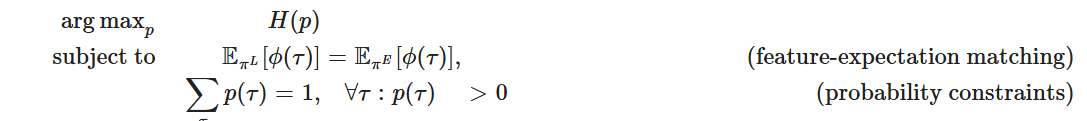 arg max_p H(p)
subject to 𝔼_{π^L}[ϕ(τ)] = 𝔼_{π^E}[ϕ(τ)], (feature-expectation matching)
∑_τ p(τ) = 1, ∀τ : p(τ) > 0 (probability constraints)